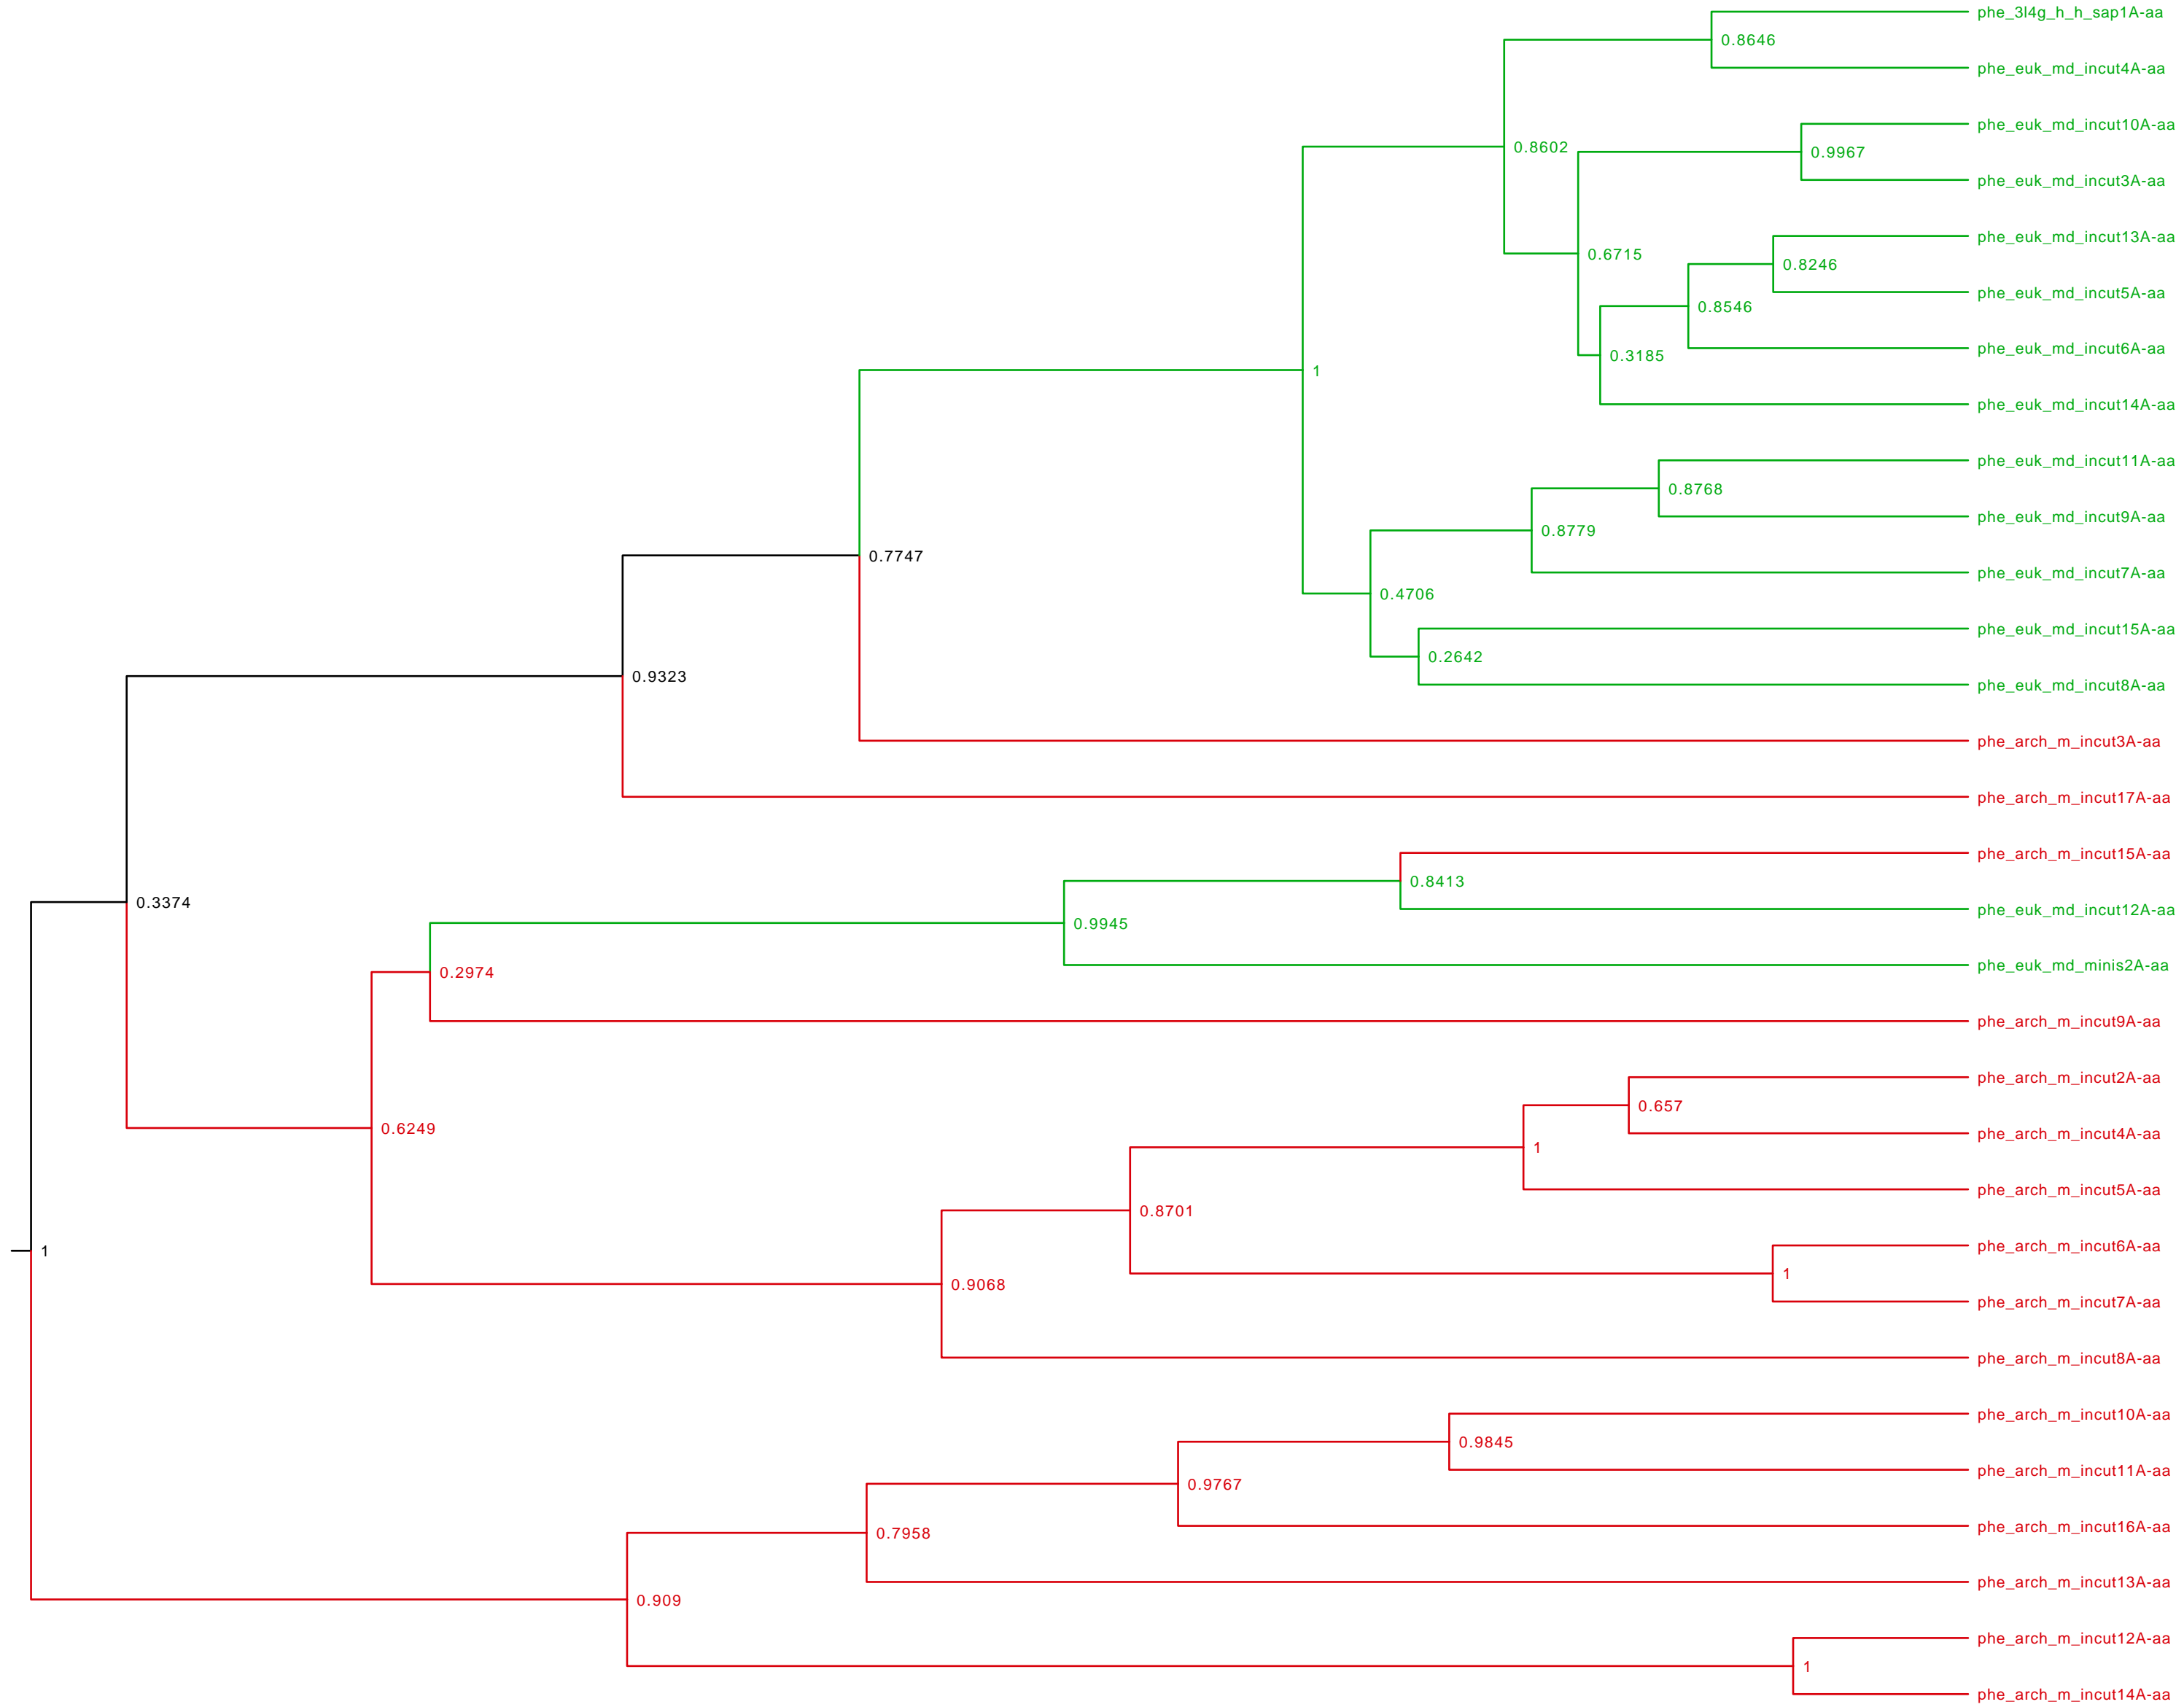 phe_3l4g_h_h_sap1A-aa
0.8646
phe_euk_md_incut4A-aa
phe_euk_md_incut10A-aa
0.8602
0.9967
phe_euk_md_incut3A-aa
phe_euk_md_incut13A-aa
0.6715
0.8246
phe_euk_md_incut5A-aa
0.8546
phe_euk_md_incut6A-aa
0.3185
1
phe_euk_md_incut14A-aa
phe_euk_md_incut11A-aa
0.8768
phe_euk_md_incut9A-aa
0.8779
0.7747
phe_euk_md_incut7A-aa
0.4706
phe_euk_md_incut15A-aa
0.2642
0.9323
phe_euk_md_incut8A-aa
phe_arch_m_incut3A-aa
phe_arch_m_incut17A-aa
phe_arch_m_incut15A-aa
0.8413
0.3374
phe_euk_md_incut12A-aa
0.9945
phe_euk_md_minis2A-aa
0.2974
phe_arch_m_incut9A-aa
phe_arch_m_incut2A-aa
0.657
0.6249
phe_arch_m_incut4A-aa
1
phe_arch_m_incut5A-aa
0.8701
phe_arch_m_incut6A-aa
1
1
0.9068
phe_arch_m_incut7A-aa
phe_arch_m_incut8A-aa
phe_arch_m_incut10A-aa
0.9845
phe_arch_m_incut11A-aa
0.9767
phe_arch_m_incut16A-aa
0.7958
phe_arch_m_incut13A-aa
0.909
phe_arch_m_incut12A-aa
1
phe_arch_m_incut14A-aa